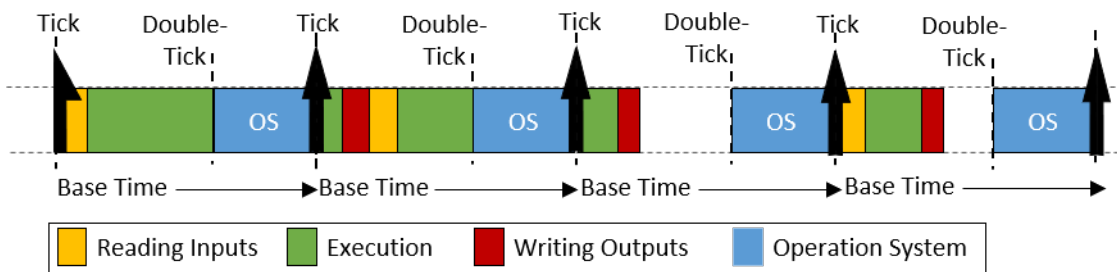 Tick Double-Tick Tick Double-Tick Tick Double-Tick Tick Double-Tick
OS OS OS OS
Base Time Base Time Base Time Base Time
Reading Inputs Execution Writing Outputs Operation System